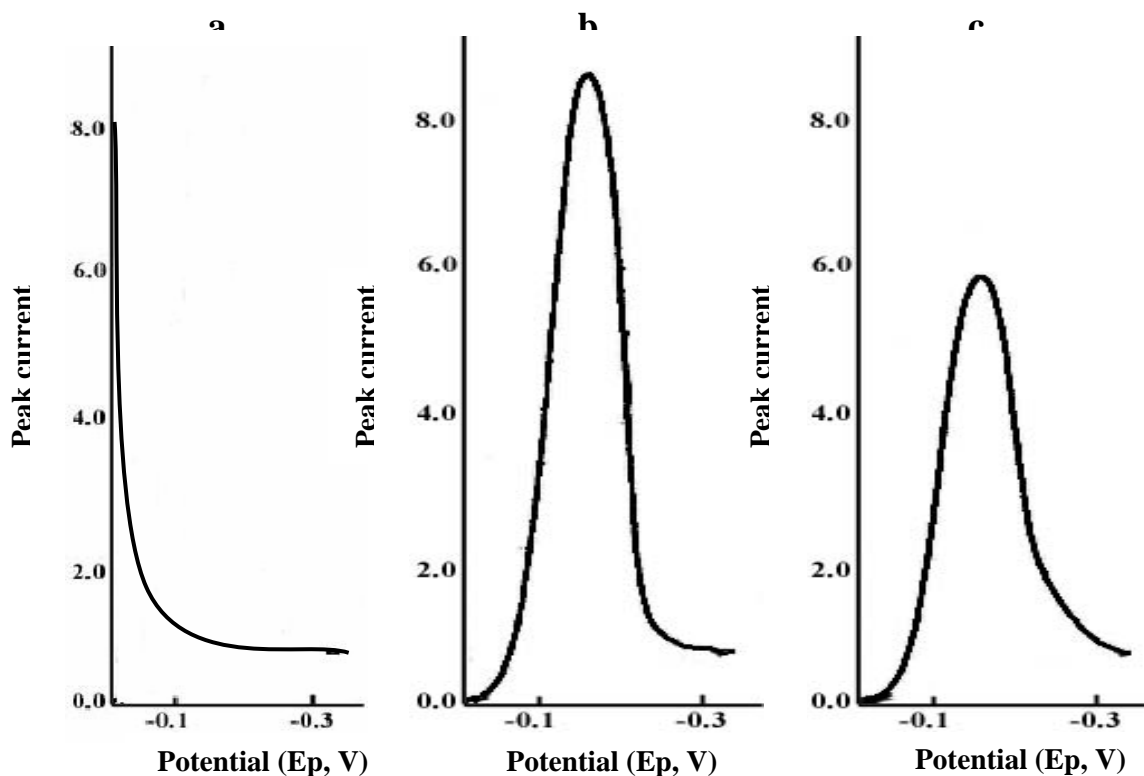 a
8.0
6.0
4.0
2.0
0.0
Peak current
-0.1 -0.3
Potential (Ep, V)
b
8.0
6.0
4.0
2.0
0.0
Peak current
-0.1 -0.3
Potential (Ep, V)
c
8.0
6.0
4.0
2.0
0.0
Peak current
-0.1 -0.3
Potential (Ep, V)